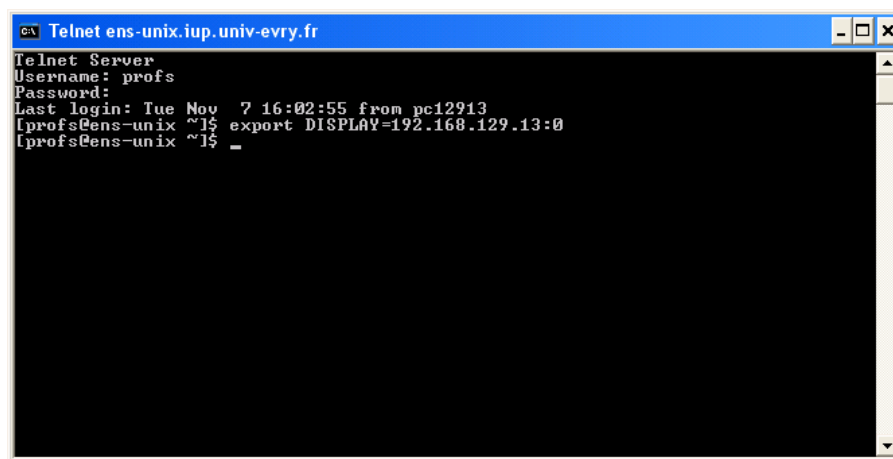 Telnet ens-unix.iup.univ-evry.fr
Telnet Server
Username: profs
Password:
Last login: Tue Nov  7 16:02:55 from pc12913
[profs@ens-unix ~]$ export DISPLAY=192.168.129.13:0
[profs@ens-unix ~]$ _